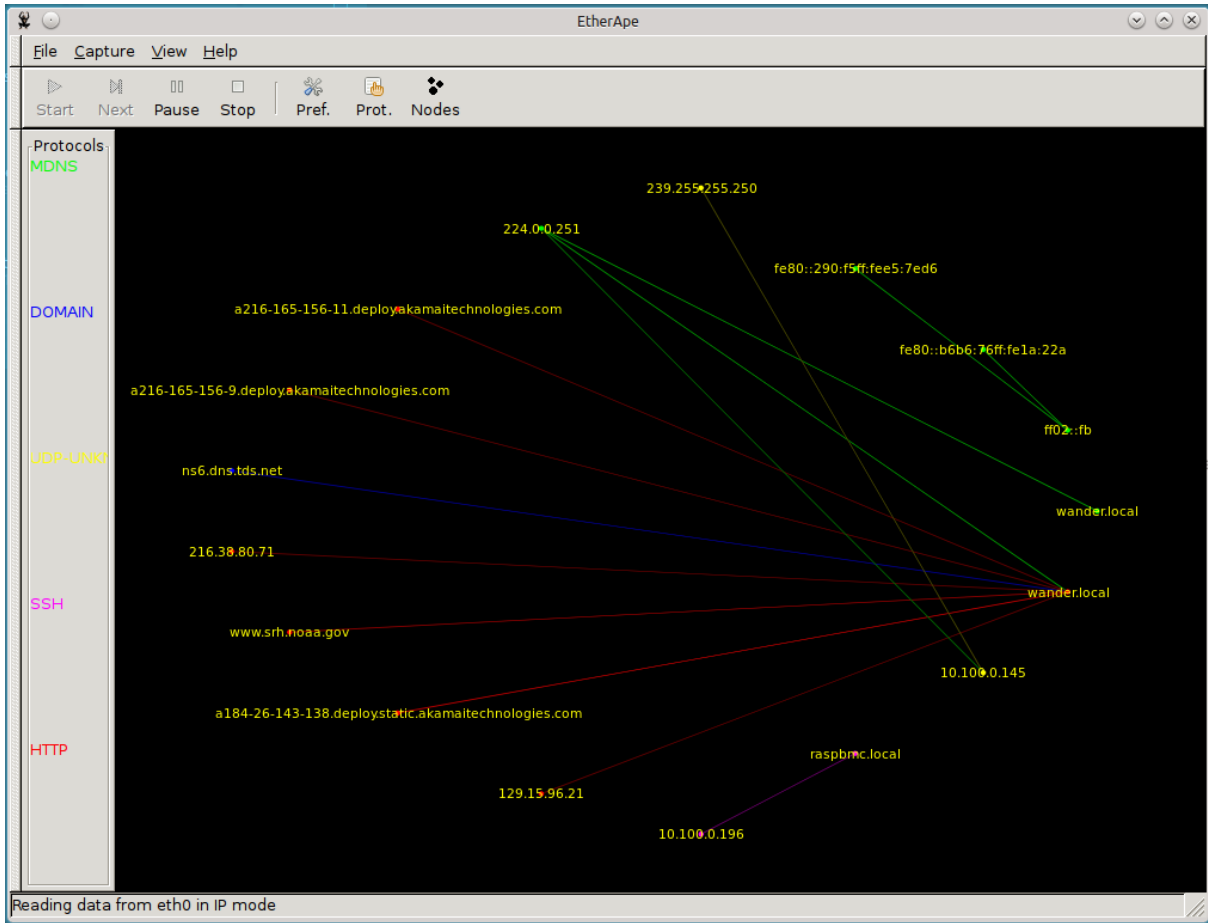 EtherApe
File Capture View Help
Start Next Pause Stop Pref. Prot. Nodes
Protocols
MDNS
239.255.255.250
224.0.0.251
fe80::290:f5ff:fee5:7ed6
DOMAIN
a216-165-156-11.deploy.akamaitechnologies.com
fe80::b6b6:76ff:fe1a:22a
a216-165-156-9.deploy.akamaitechnologies.com
ff02::fb
UDP-UNK
ns6.dns.tds.net
wander.local
216.38.80.71
wander.local
SSH
www.srh.noaa.gov
10.100.0.145
a184-26-143-138.deploy.static.akamaitechnologies.com
HTTP
raspbmc.local
129.15.96.21
10.100.0.196
Reading data from eth0 in IP mode